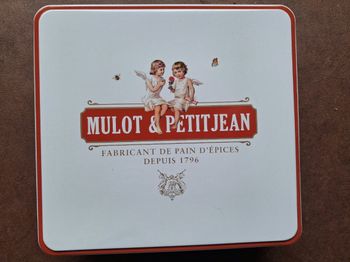 MULOT & PETITJEAN
FABRICANT DE PAIN D'ÉPICES
DEPUIS 1796